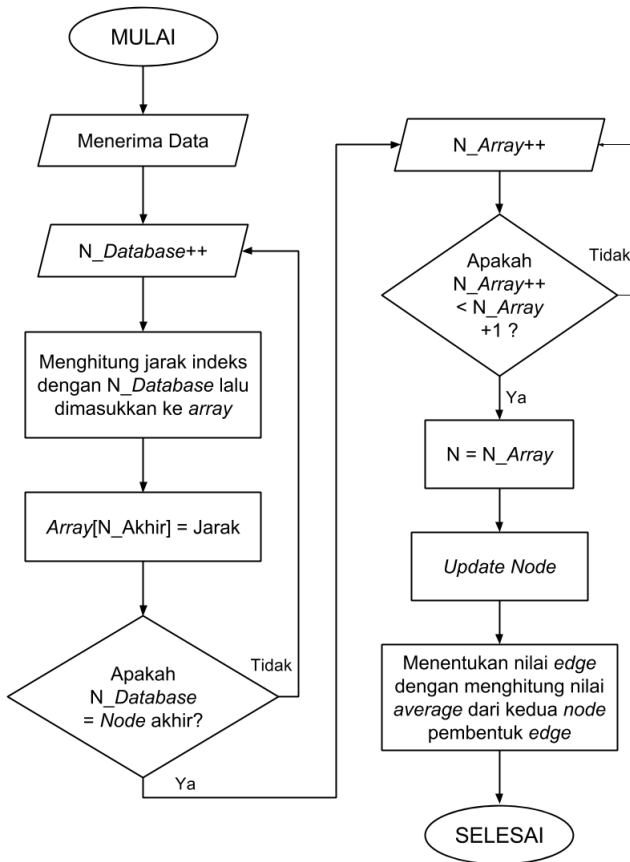 MULAI
Menerima Data
N_Database++
Menghitung jarak indeks
dengan N_Database lalu
dimasukkan ke array
Array[N_Akhir] = Jarak
Apakah
N_Database
= Node akhir?
Tidak
Ya
N_Array++
Apakah
N_Array++
< N_Array
+1 ?
Tidak
Ya
N = N_Array
Update Node
Menentukan nilai edge
dengan menghitung nilai
average dari kedua node
pembentuk edge
SELESAI